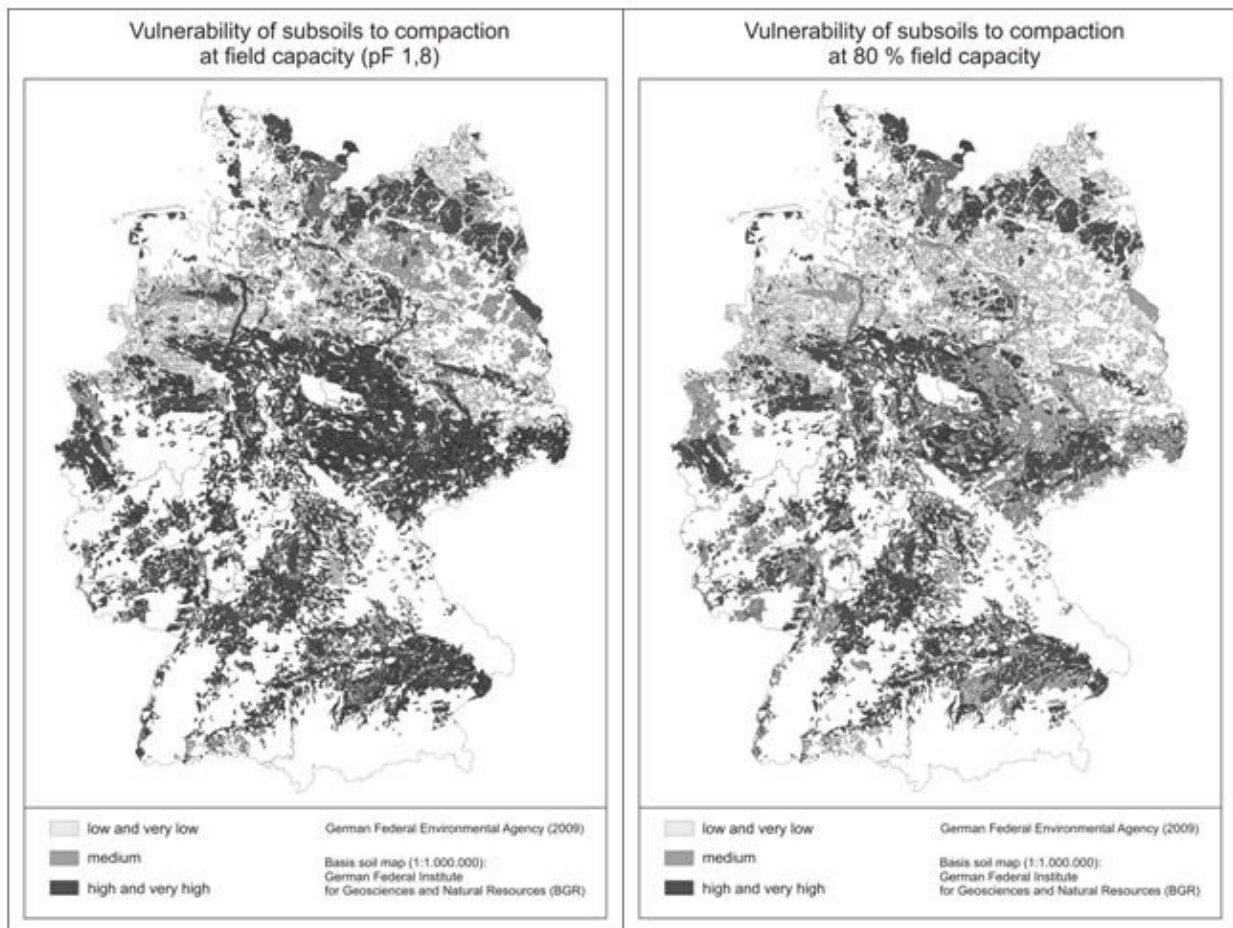 Vulnerability of subsoils to compaction
at field capacity (pF 1,8)
low and very low
medium
high and very high
German Federal Environmental Agency (2009)
Basis soil map (1:1.000.000):
German Federal Institute
for Geosciences and Natural Resources (BGR)
Vulnerability of subsoils to compaction
at 80 % field capacity
low and very low
medium
high and very high
German Federal Environmental Agency (2009)
Basis soil map (1:1.000.000):
German Federal Institute
for Geosciences and Natural Resources (BGR)